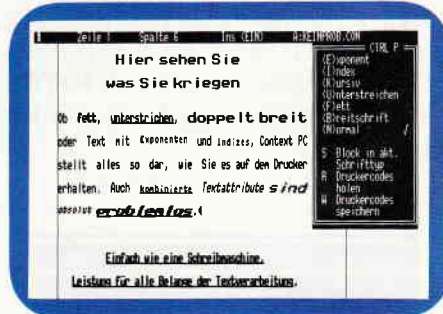 Zeile 1 Spalte 6 Ins (EIN) A:KEINPROB.CON
Hier sehen Sie
was Sie kriegen
Ob fett, unterstrichen, doppelt breit
oder Text mit Exponenten und Indizes, Context PC
stellt alles so dar, wie Sie es auf dem Drucker
erhalten. Auch kombinierte Textattribute sind
absolut problemlos.
Einfach wie eine Schreibmaschine.
Leistung für alle Belange der Textverarbeitung.
CTRL P
(E)xponent
(I)ndex
(K)ursiv
(U)nterstreichen
(F)ett
(B)reitschrift
(N)ormal √
S Block in akt.
Schrifttyp
R Druckercodes
holen
W Druckercodes
speichern